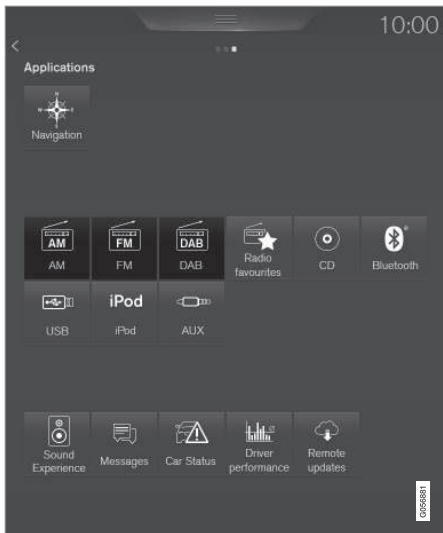 10:00
Applications
N
W E
S
Navigation
AM FM DAB
AM FM DAB Radio favourites CD Bluetooth
iPod
USB iPod AUX
Sound Experience Messages Car Status Driver performance Remote updates
G056881